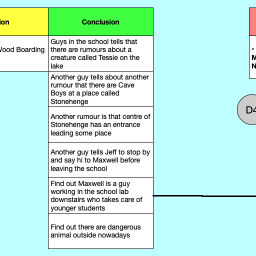 ion
Conclusion
Wood Boarding
Guys in the school tells that
there are rumours about a
creature called Tessie on the
lake
Another guy tells about another
rumour that there are Cave
Boys at a place called
Stonehenge
Another rumour is that centre of
Stonehenge has an entrance
leading some place
Another guy tells Jeff to stop by
and say hi to Maxwell before
leaving the school
Find out Maxwell is a guy
working in the school lab
downstairs who takes care of
younger students
Find out there are dangerous
animal outside nowadays
-
M
N
D4